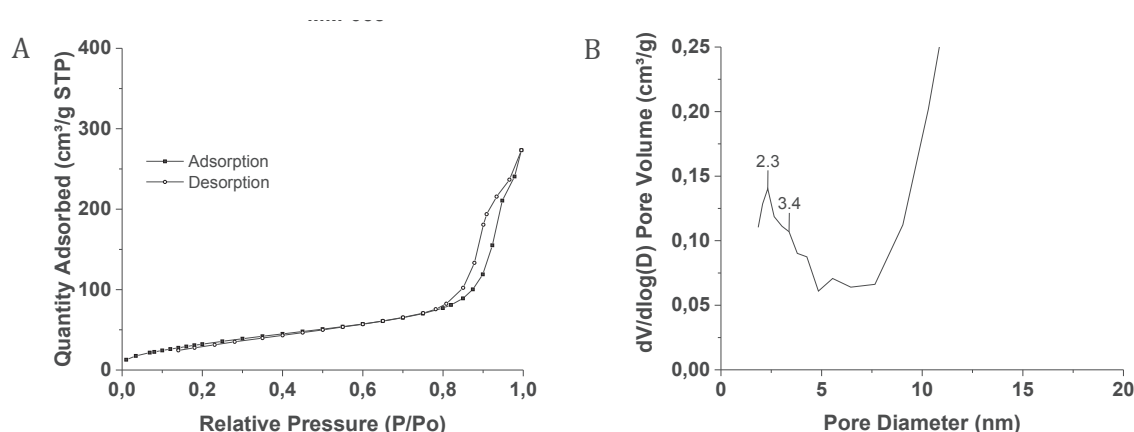 A
400
300
200
100
0
Quantity Adsorbed (cm³/g STP)
Adsorption
Desorption
0,0 0,2 0,4 0,6 0,8 1,0
Relative Pressure (P/Po)
B
0,25
0,20
0,15
0,10
0,05
0,00
dV/dlog(D) Pore Volume (cm³/g)
2.3
3.4
0 5 10 15 20
Pore Diameter (nm)